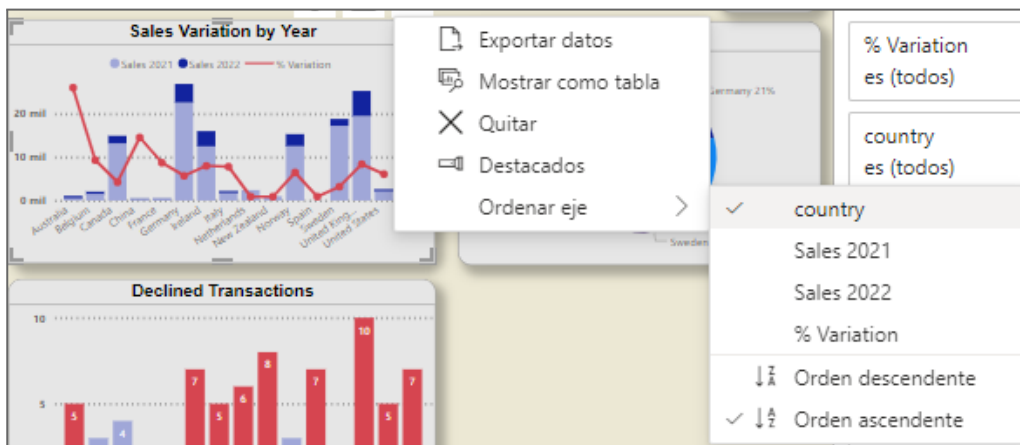 Sales Variation by Year
Sales 2021 Sales 2022 % Variation
20 mil
10 mil
0 mil
Australia
Belgium
Canada
China
France
Germany
Ireland
Italy
Netherlands
New Zealand
Norway
Spain
Sweden
United King...
United States
Exportar datos
Mostrar como tabla
Quitar
Destacados
Ordenar eje
country
Sales 2021
Sales 2022
% Variation
Orden descendente
Orden ascendente
Germany 21%
Sweden
% Variation
es (todos)
country
es (todos)
Declined Transactions
10
5
5
4
7
5
6
8
7
10
5
7